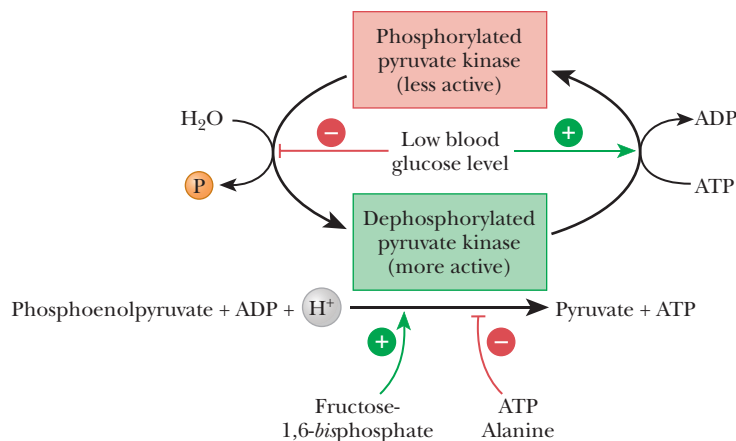 Phosphorylated
pyruvate kinase
(less active)
H₂O
ADP
−
Low blood
glucose level
+
P
ATP
Dephosphorylated
pyruvate kinase
(more active)
Phosphoenolpyruvate + ADP + H⁺
Pyruvate + ATP
+
−
Fructose-
1,6-bisphosphate
ATP
Alanine